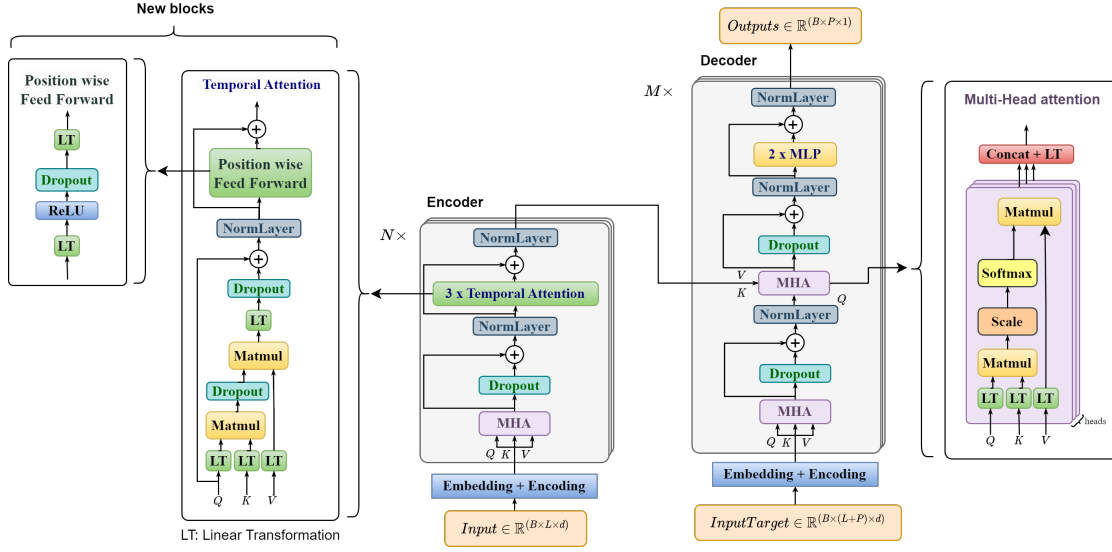 New blocks
Position wise
Feed Forward
LT
Dropout
ReLU
LT
Temporal Attention
+
Position wise
Feed Forward
NormLayer
+
Dropout
LT
Matmul
Dropout
Matmul
LT
LT
LT
Q
K
V
LT: Linear Transformation
Encoder
N×
NormLayer
+
3 x Temporal Attention
NormLayer
+
Dropout
MHA
Q K V
Embedding + Encoding
Input ∈ ℝ^(B×L×d)
Outputs ∈ ℝ^(B×P×1)
Decoder
M×
NormLayer
+
2 x MLP
NormLayer
+
Dropout
V
K
MHA
Q
NormLayer
+
Dropout
MHA
Q K V
Embedding + Encoding
InputTarget ∈ ℝ^(B×(L+P)×d)
Multi-Head attention
Concat + LT
Matmul
Softmax
Scale
Matmul
LT
LT
LT
Q
K
V
heads